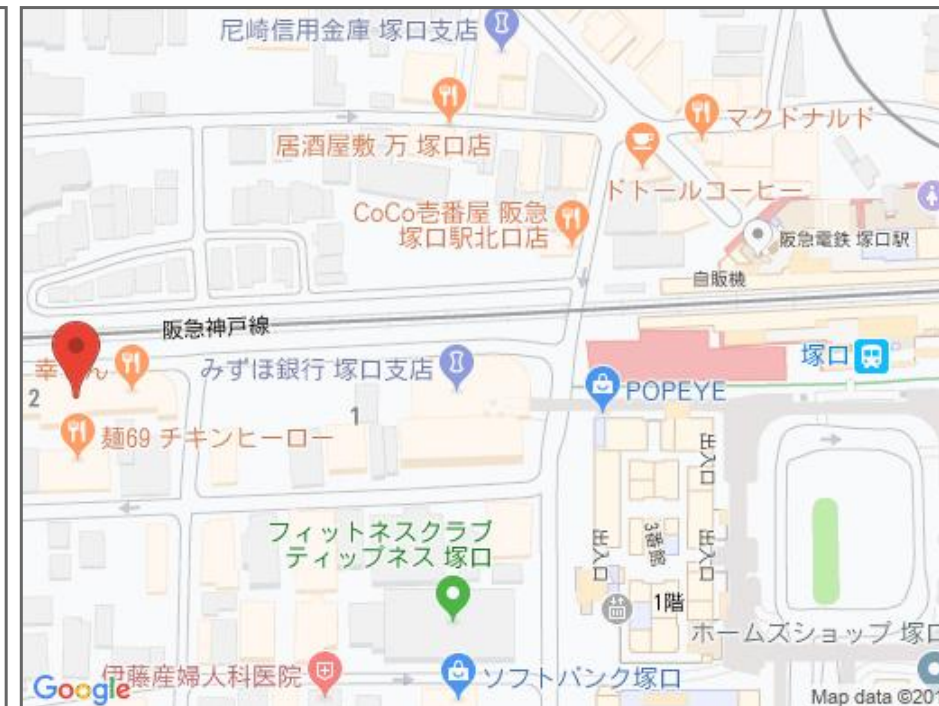 尼崎信用金庫 塚口支店
居酒屋敷 万 塚口店
マクドナルド
ドトールコーヒー
CoCo壱番屋 阪急
塚口駅北口店
阪急電鉄 塚口駅
自販機
阪急神戸線
塚口
みずほ銀行 塚口支店
POPEYE
2
1
麺69 チキンヒーロー
出入口
フィットネスクラブ
ティップネス 塚口
出入口
3番館
出入口
1階
ホームズショップ 塚口
伊藤産婦人科医院
ソフトバンク塚口
Google
Map data ©201